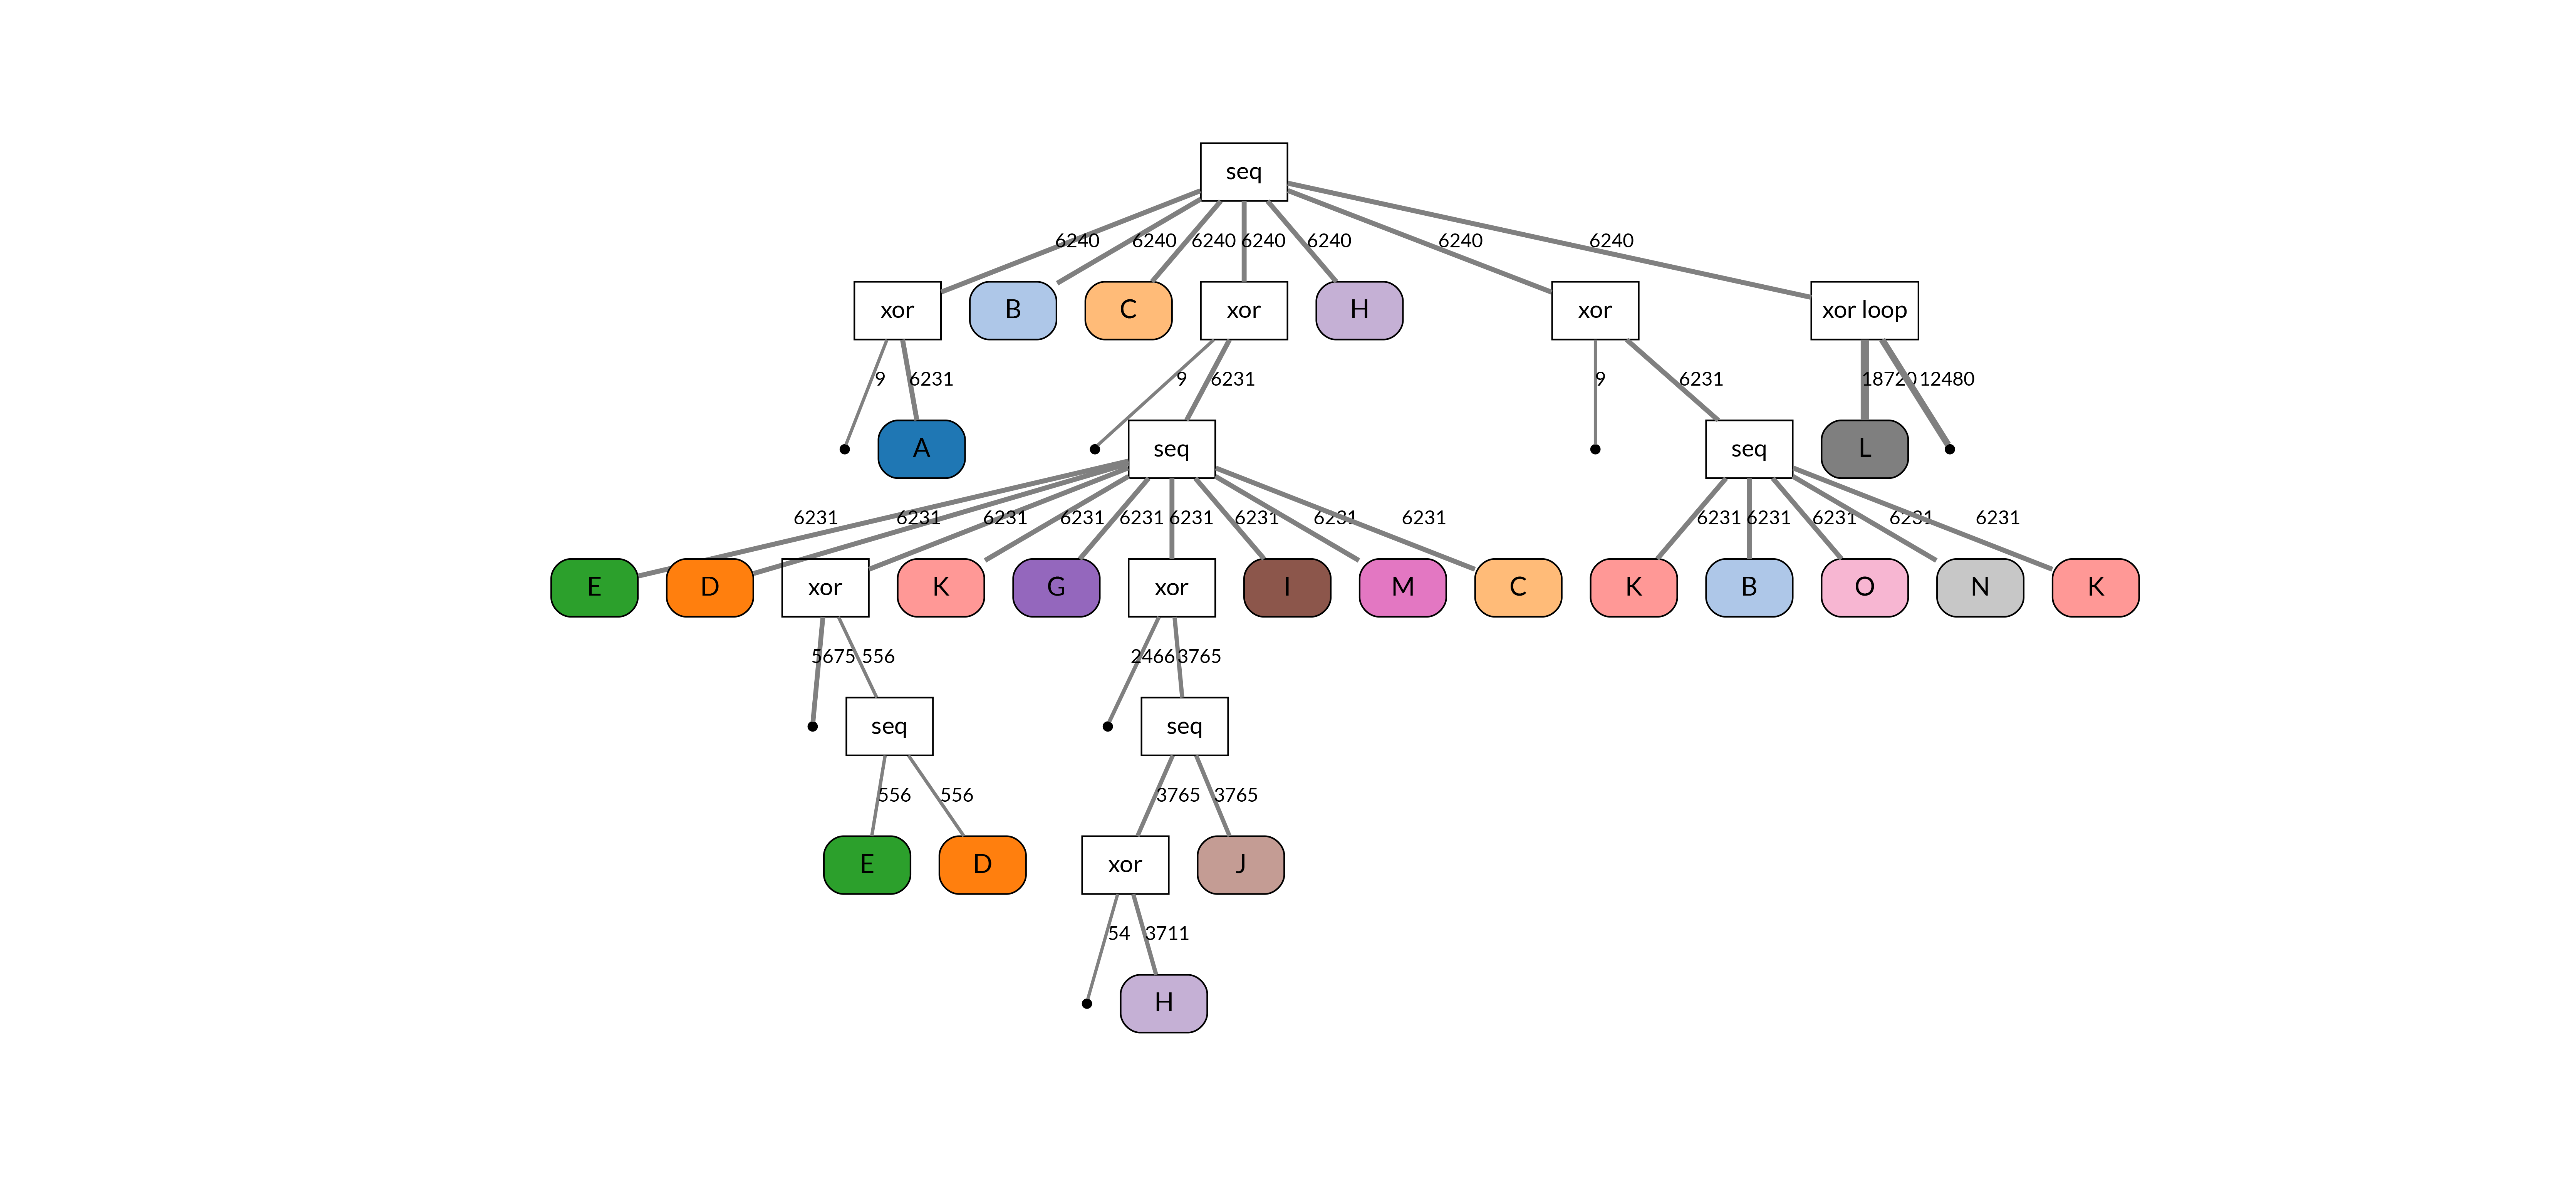 seq
6240 6240 6240 6240 6240 6240 6240
xor B C xor H xor xor loop
9 6231 9 6231 9 6231 18720 12480
A seq seq L
6231 6231 6231 6231 6231 6231 6231 6231 6231 6231 6231 6231 6231 6231
E D xor K G xor I M C K B O N K
5675 556 2466 3765
seq seq
556 556 3765 3765
E D xor J
54 3711
H